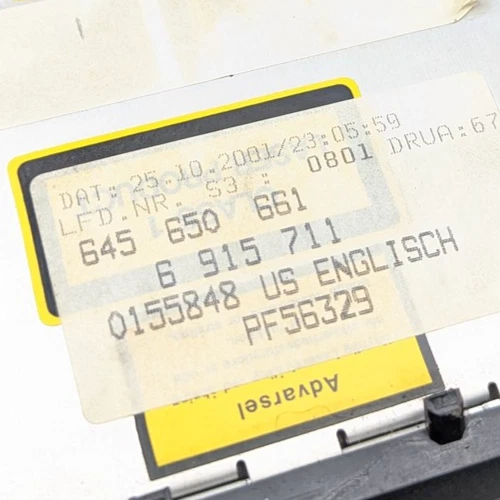 DAT: 25.10.2001/23:05:59
LFD.NR. S3 : 0801 DRUA:67
645 650 661
6 915 711
0155848 US ENGLISCH
PF56329
Advarsel